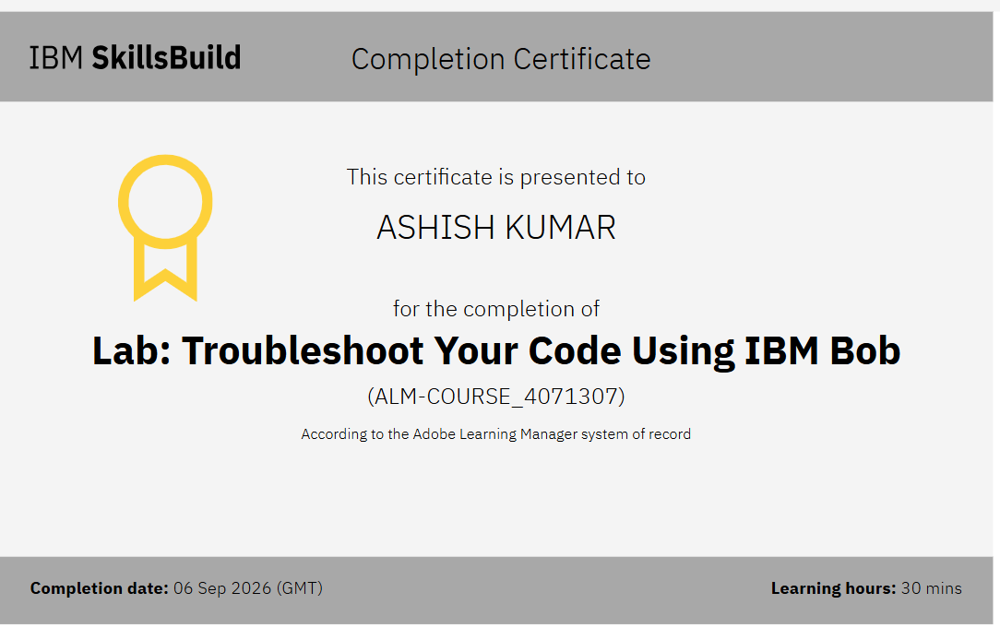 IBM SkillsBuild
Completion Certificate
This certificate is presented to
ASHISH KUMAR
for the completion of
Lab: Troubleshoot Your Code Using IBM Bob
(ALM-COURSE_4071307)
According to the Adobe Learning Manager system of record
Completion date: 06 Sep 2026 (GMT)
Learning hours: 30 mins